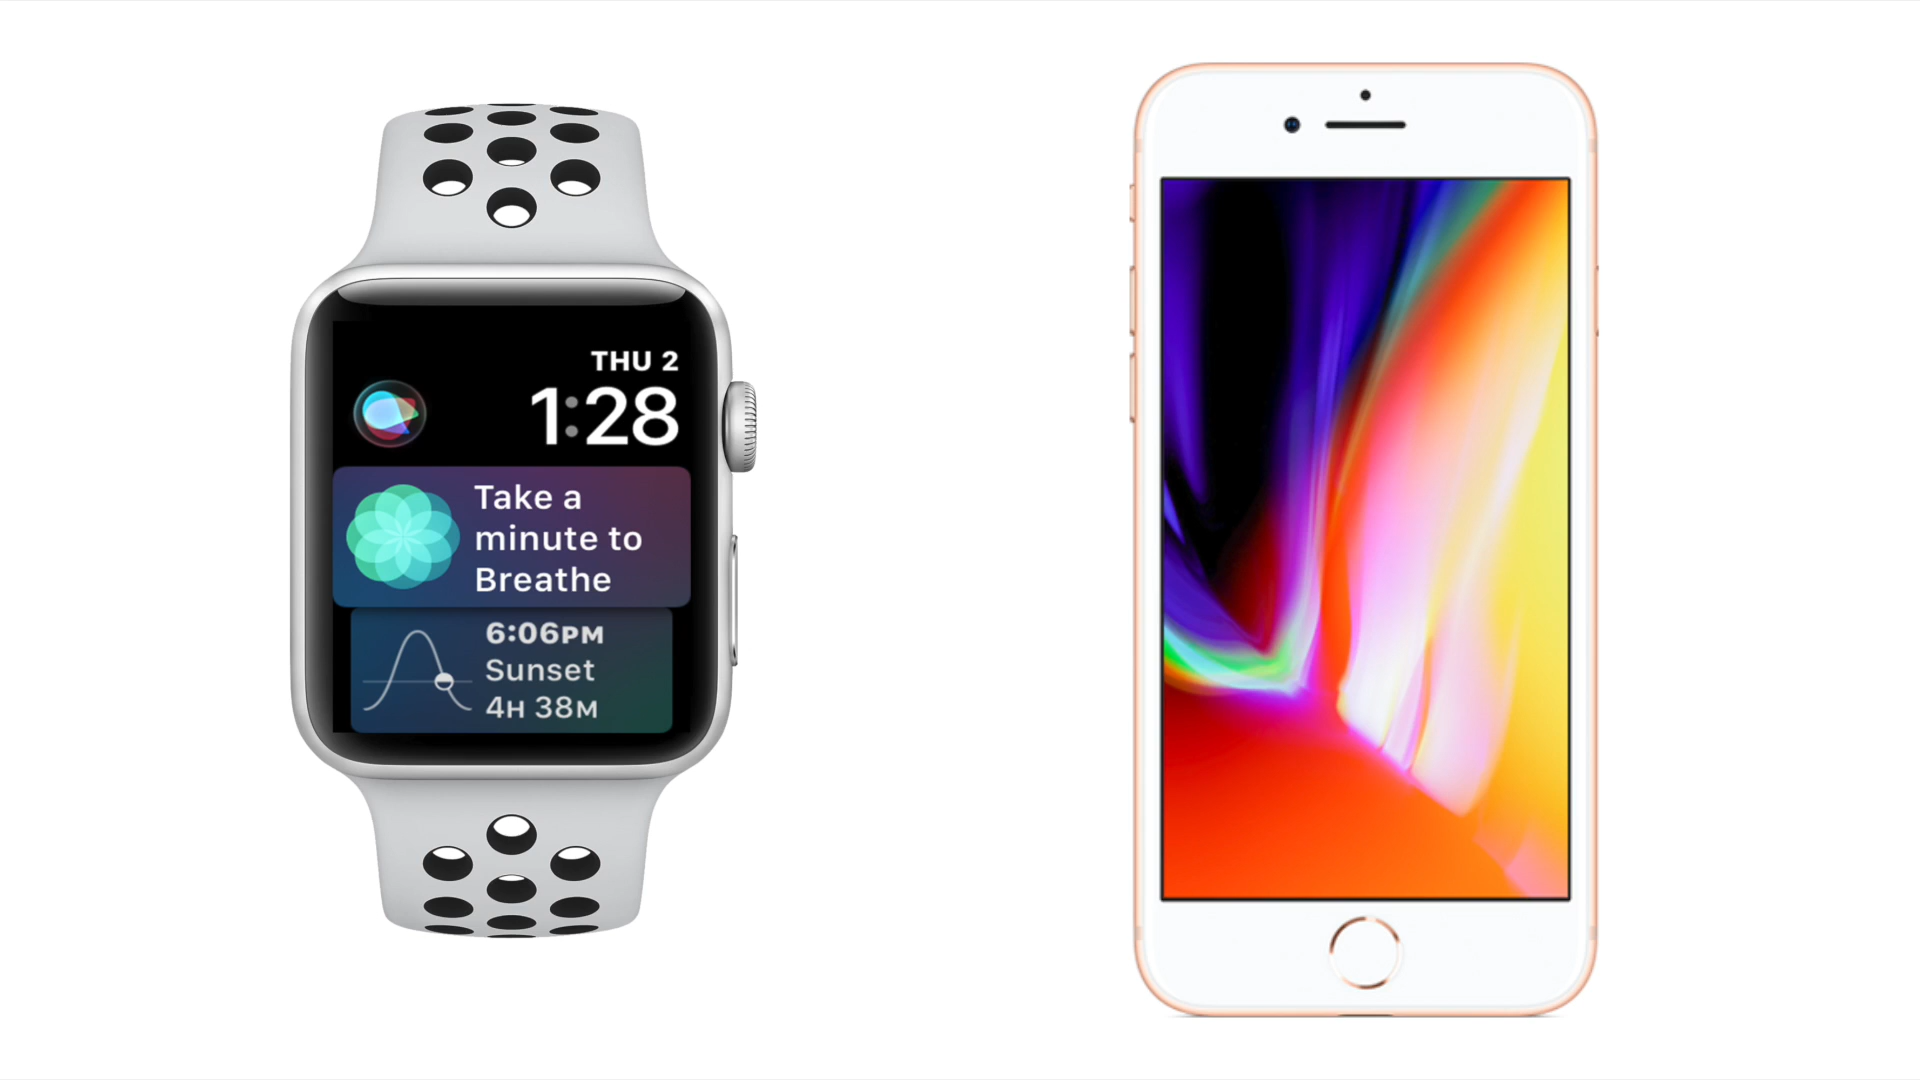 THU 2
1:28
Take a
minute to
Breathe
6:06PM
Sunset
4H 38M